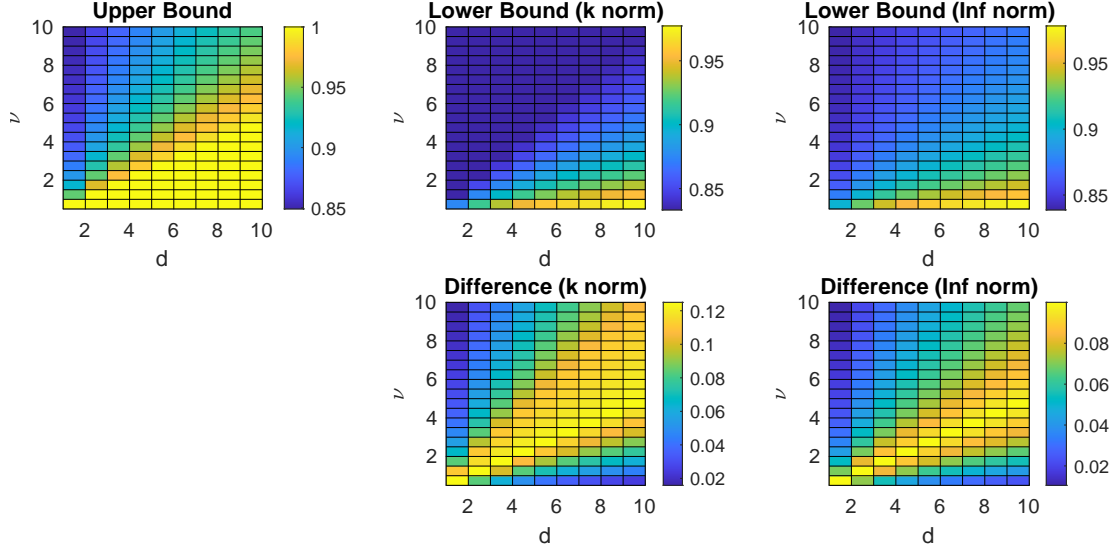 Upper Bound
10
8
6
4
2
ν
2 4 6 8 10
d
1
0.95
0.9
0.85
Lower Bound (k norm)
10
8
6
4
2
ν
2 4 6 8 10
d
0.95
0.9
0.85
Lower Bound (Inf norm)
10
8
6
4
2
ν
2 4 6 8 10
d
0.95
0.9
0.85
Difference (k norm)
10
8
6
4
2
ν
2 4 6 8 10
d
0.12
0.1
0.08
0.06
0.04
0.02
Difference (Inf norm)
10
8
6
4
2
ν
2 4 6 8 10
d
0.08
0.06
0.04
0.02